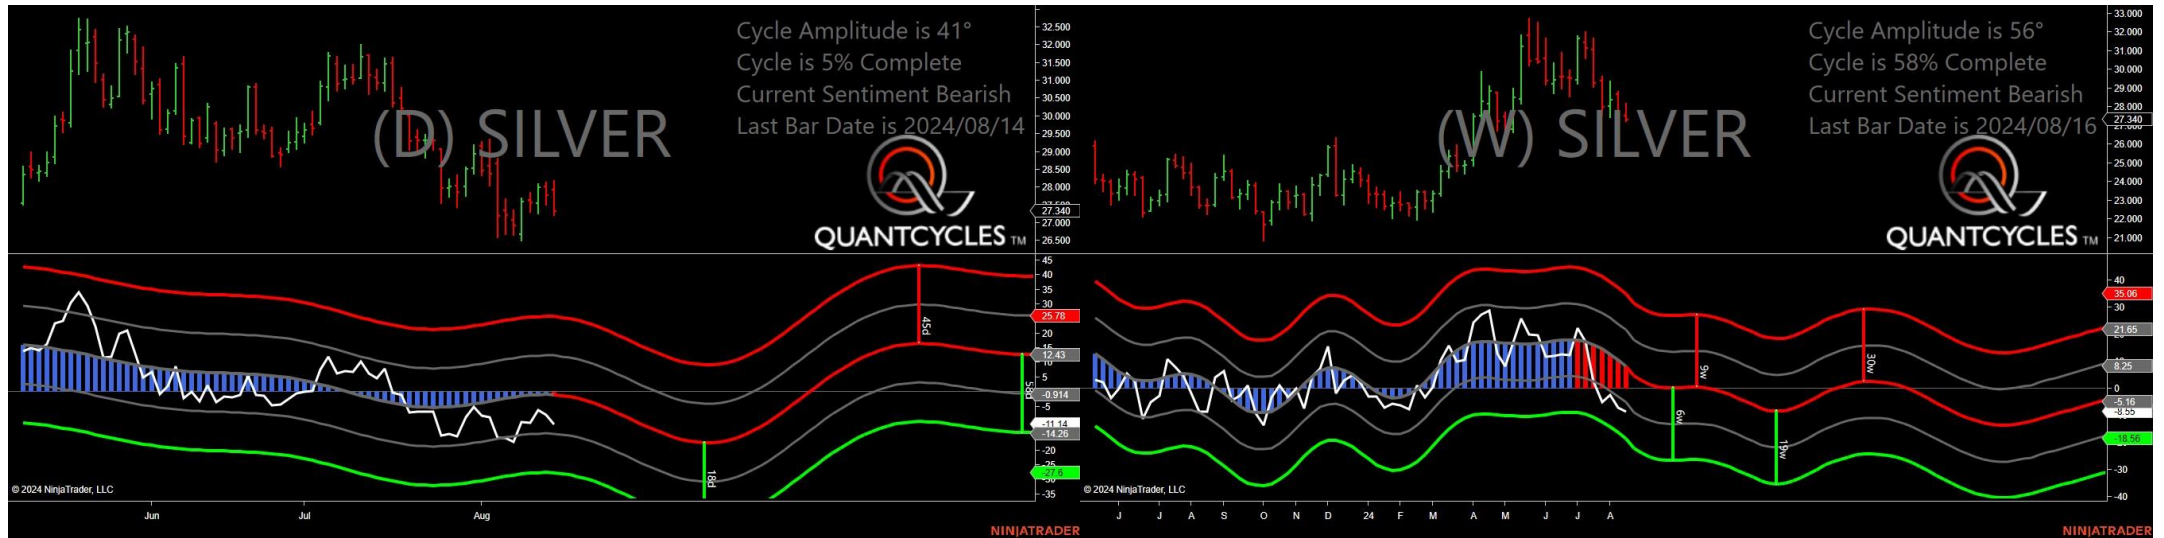 Cycle Amplitude is 41°
Cycle is 5% Complete
Current Sentiment Bearish
Last Bar Date is 2024/08/14
(D) SILVER
QUANTCYCLES TM
32.500
32.000
31.500
31.000
30.500
30.000
29.500
29.000
28.500
28.000
27.340
27.000
26.500
45
40
35
30
25.78
20
12.43
5
-0.914
-5
-11.14
-14.26
-20
-27.6
-35
45d
18d
58d
© 2024 NinjaTrader, LLC
Jun Jul Aug
NINJATRADER
Cycle Amplitude is 56°
Cycle is 58% Complete
Current Sentiment Bearish
Last Bar Date is 2024/08/16
(W) SILVER
QUANTCYCLES TM
33.000
32.000
31.000
30.000
29.000
28.000
27.340
26.000
25.000
24.000
23.000
22.000
21.000
40
35.06
30
21.65
8.25
0
-5.16
-8.55
-18.56
-30
-40
9w
30w
6w
19w
© 2024 NinjaTrader, LLC
J J A S O N D 24 F M A M J J A
NINJATRADER